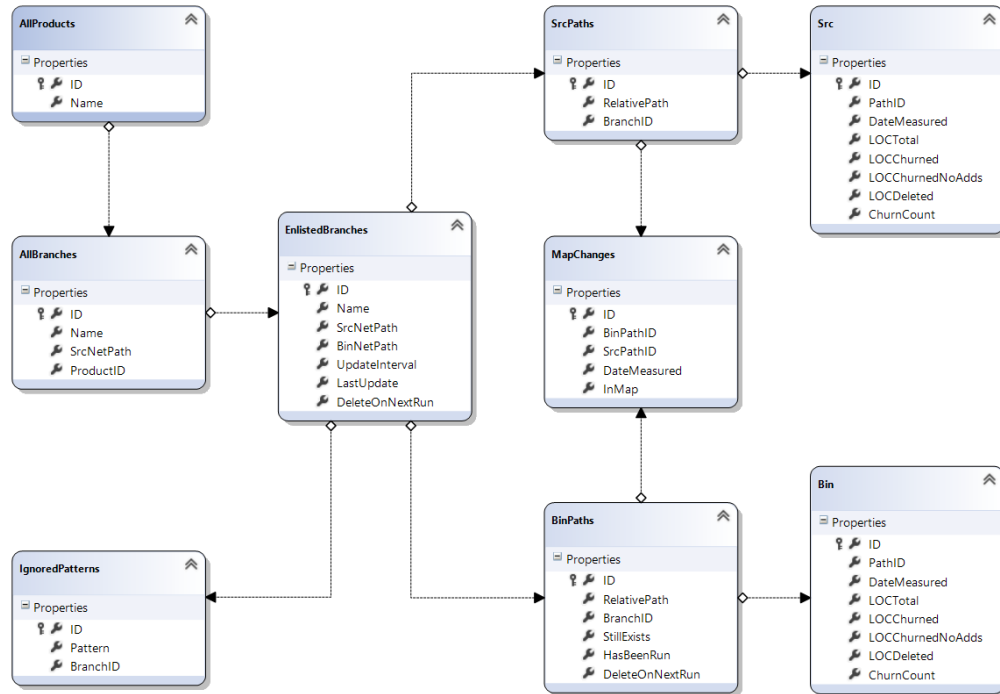 AllProducts
Properties
ID
Name
AllBranches
Properties
ID
Name
SrcNetPath
ProductID
IgnoredPatterns
Properties
ID
Pattern
BranchID
EnlistedBranches
Properties
ID
Name
SrcNetPath
BinNetPath
UpdateInterval
LastUpdate
DeleteOnNextRun
SrcPaths
Properties
ID
RelativePath
BranchID
MapChanges
Properties
ID
BinPathID
SrcPathID
DateMeasured
InMap
BinPaths
Properties
ID
RelativePath
BranchID
StillExists
HasBeenRun
DeleteOnNextRun
Src
Properties
ID
PathID
DateMeasured
LOCTotal
LOCChurned
LOCChurnedNoAdds
LOCDeleted
ChurnCount
Bin
Properties
ID
PathID
DateMeasured
LOCTotal
LOCChurned
LOCChurnedNoAdds
LOCDeleted
ChurnCount